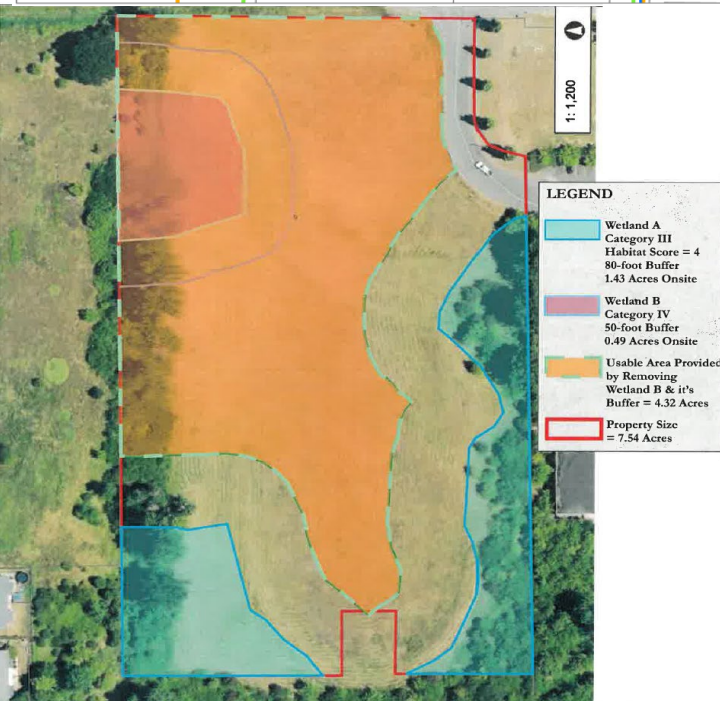 1: 1,200
LEGEND
Wetland A
Category III
Habitat Score = 4
80-foot Buffer
1.43 Acres Onsite
Wetland B
Category IV
50-foot Buffer
0.49 Acres Onsite
Usable Area Provided
by Removing
Wetland B & it's
Buffer = 4.32 Acres
Property Size
= 7.54 Acres